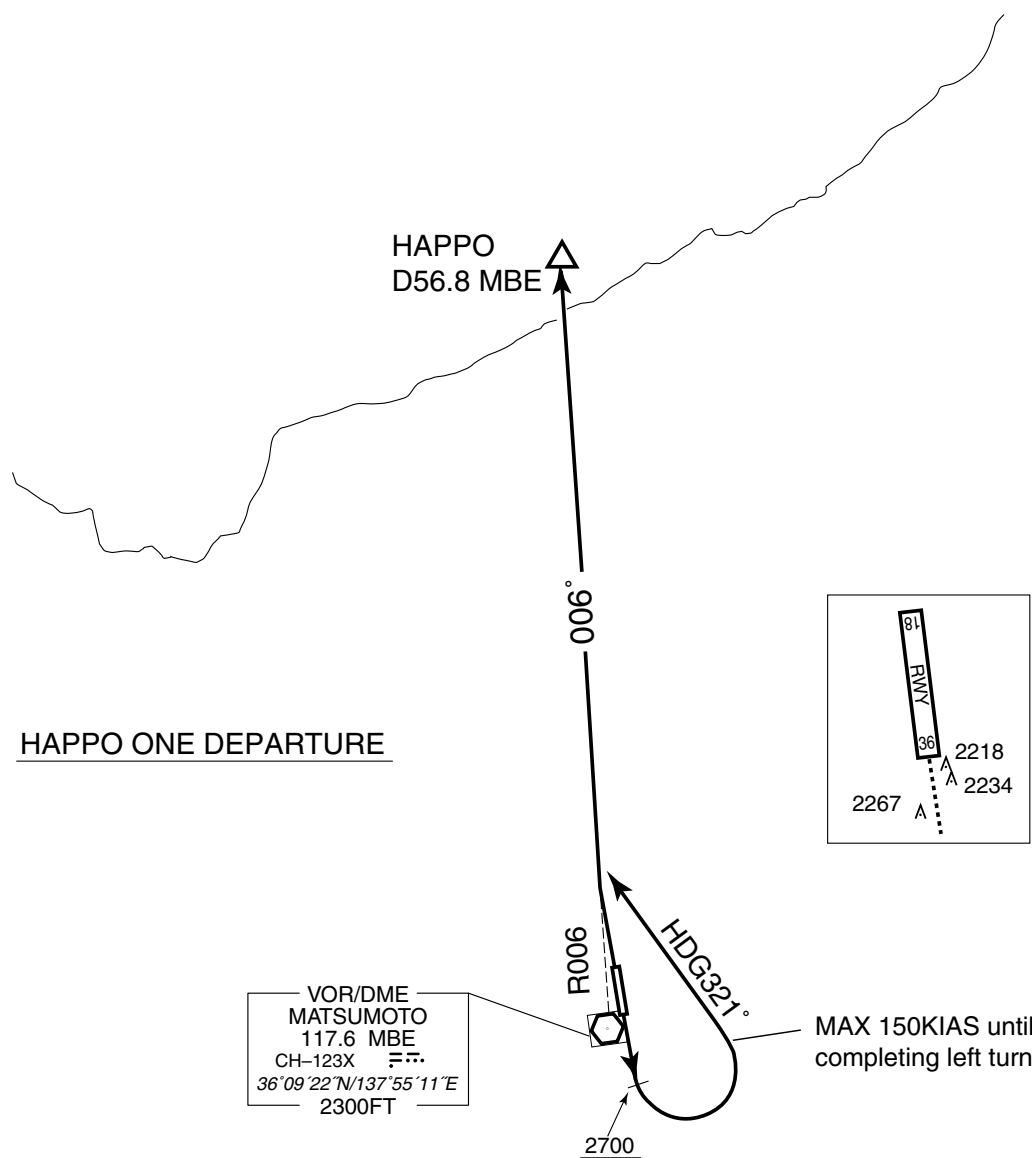 HAPPO
D56.8 MBE
006°
18
RWY
36
2218
2234
2267
HAPPO ONE DEPARTURE
R006
HDG321°
VOR/DME
MATSUMOTO
117.6 MBE
CH–123X
36°09´22˝N/137°55´11˝E
2300FT
MAX 150KIAS until
completing left turn
2700